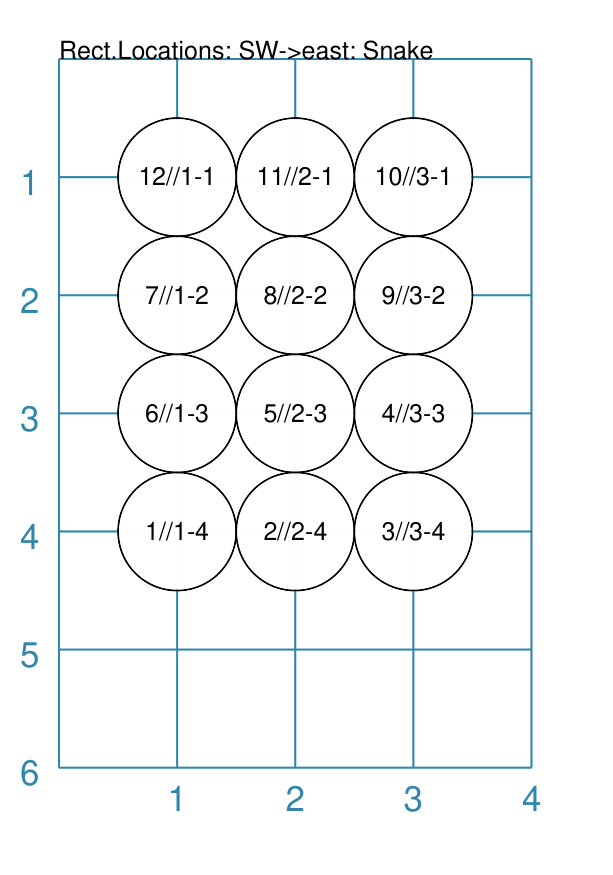 Rect.Locations: SW->east: Snake
1 12//1-1 11//2-1 10//3-1
2 7//1-2 8//2-2 9//3-2
3 6//1-3 5//2-3 4//3-3
4 1//1-4 2//2-4 3//3-4
5
6
1 2 3 4